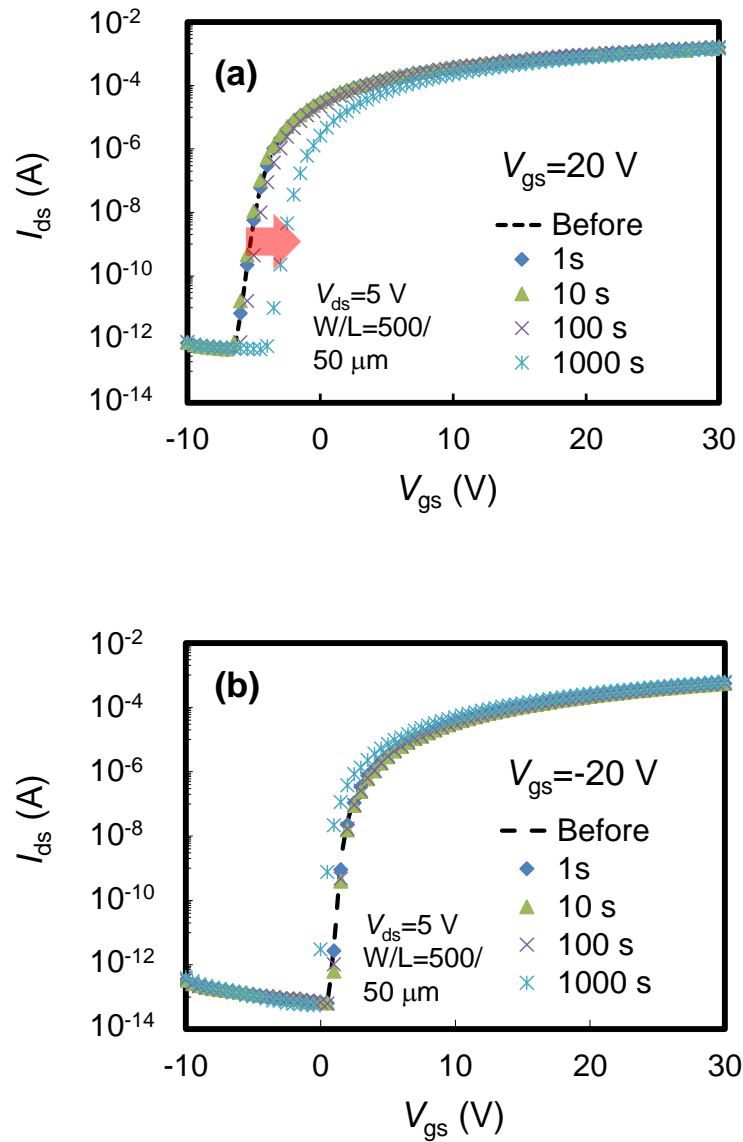 (a)
10-2
10-4
10-6
10-8
10-10
10-12
10-14
Ids (A)
Vgs=20 V
Before
1s
10 s
100 s
1000 s
Vds=5 V
W/L=500/
50 μm
-10 0 10 20 30
Vgs (V)
(b)
10-2
10-4
10-6
10-8
10-10
10-12
10-14
Ids (A)
Vgs=-20 V
Before
1s
10 s
100 s
1000 s
Vds=5 V
W/L=500/
50 μm
-10 0 10 20 30
Vgs (V)